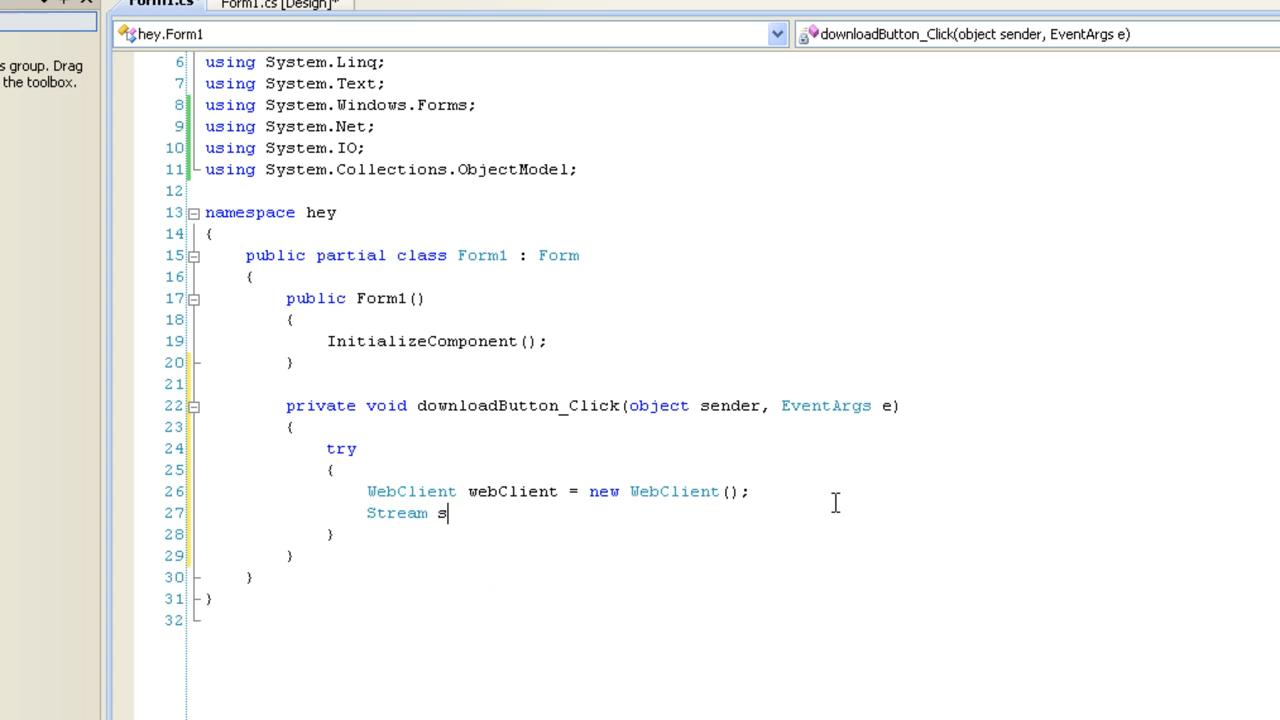 Form1.cs* Form1.cs [Design]*
hey.Form1 downloadButton_Click(object sender, EventArgs e)
s group. Drag
the toolbox.
6 using System.Linq;
7 using System.Text;
8 using System.Windows.Forms;
9 using System.Net;
10 using System.IO;
11 using System.Collections.ObjectModel;
12
13 namespace hey
14 {
15 public partial class Form1 : Form
16 {
17 public Form1()
18 {
19 InitializeComponent();
20 }
21
22 private void downloadButton_Click(object sender, EventArgs e)
23 {
24 try
25 {
26 WebClient webClient = new WebClient();
27 Stream s
28 }
29 }
30 }
31 }
32